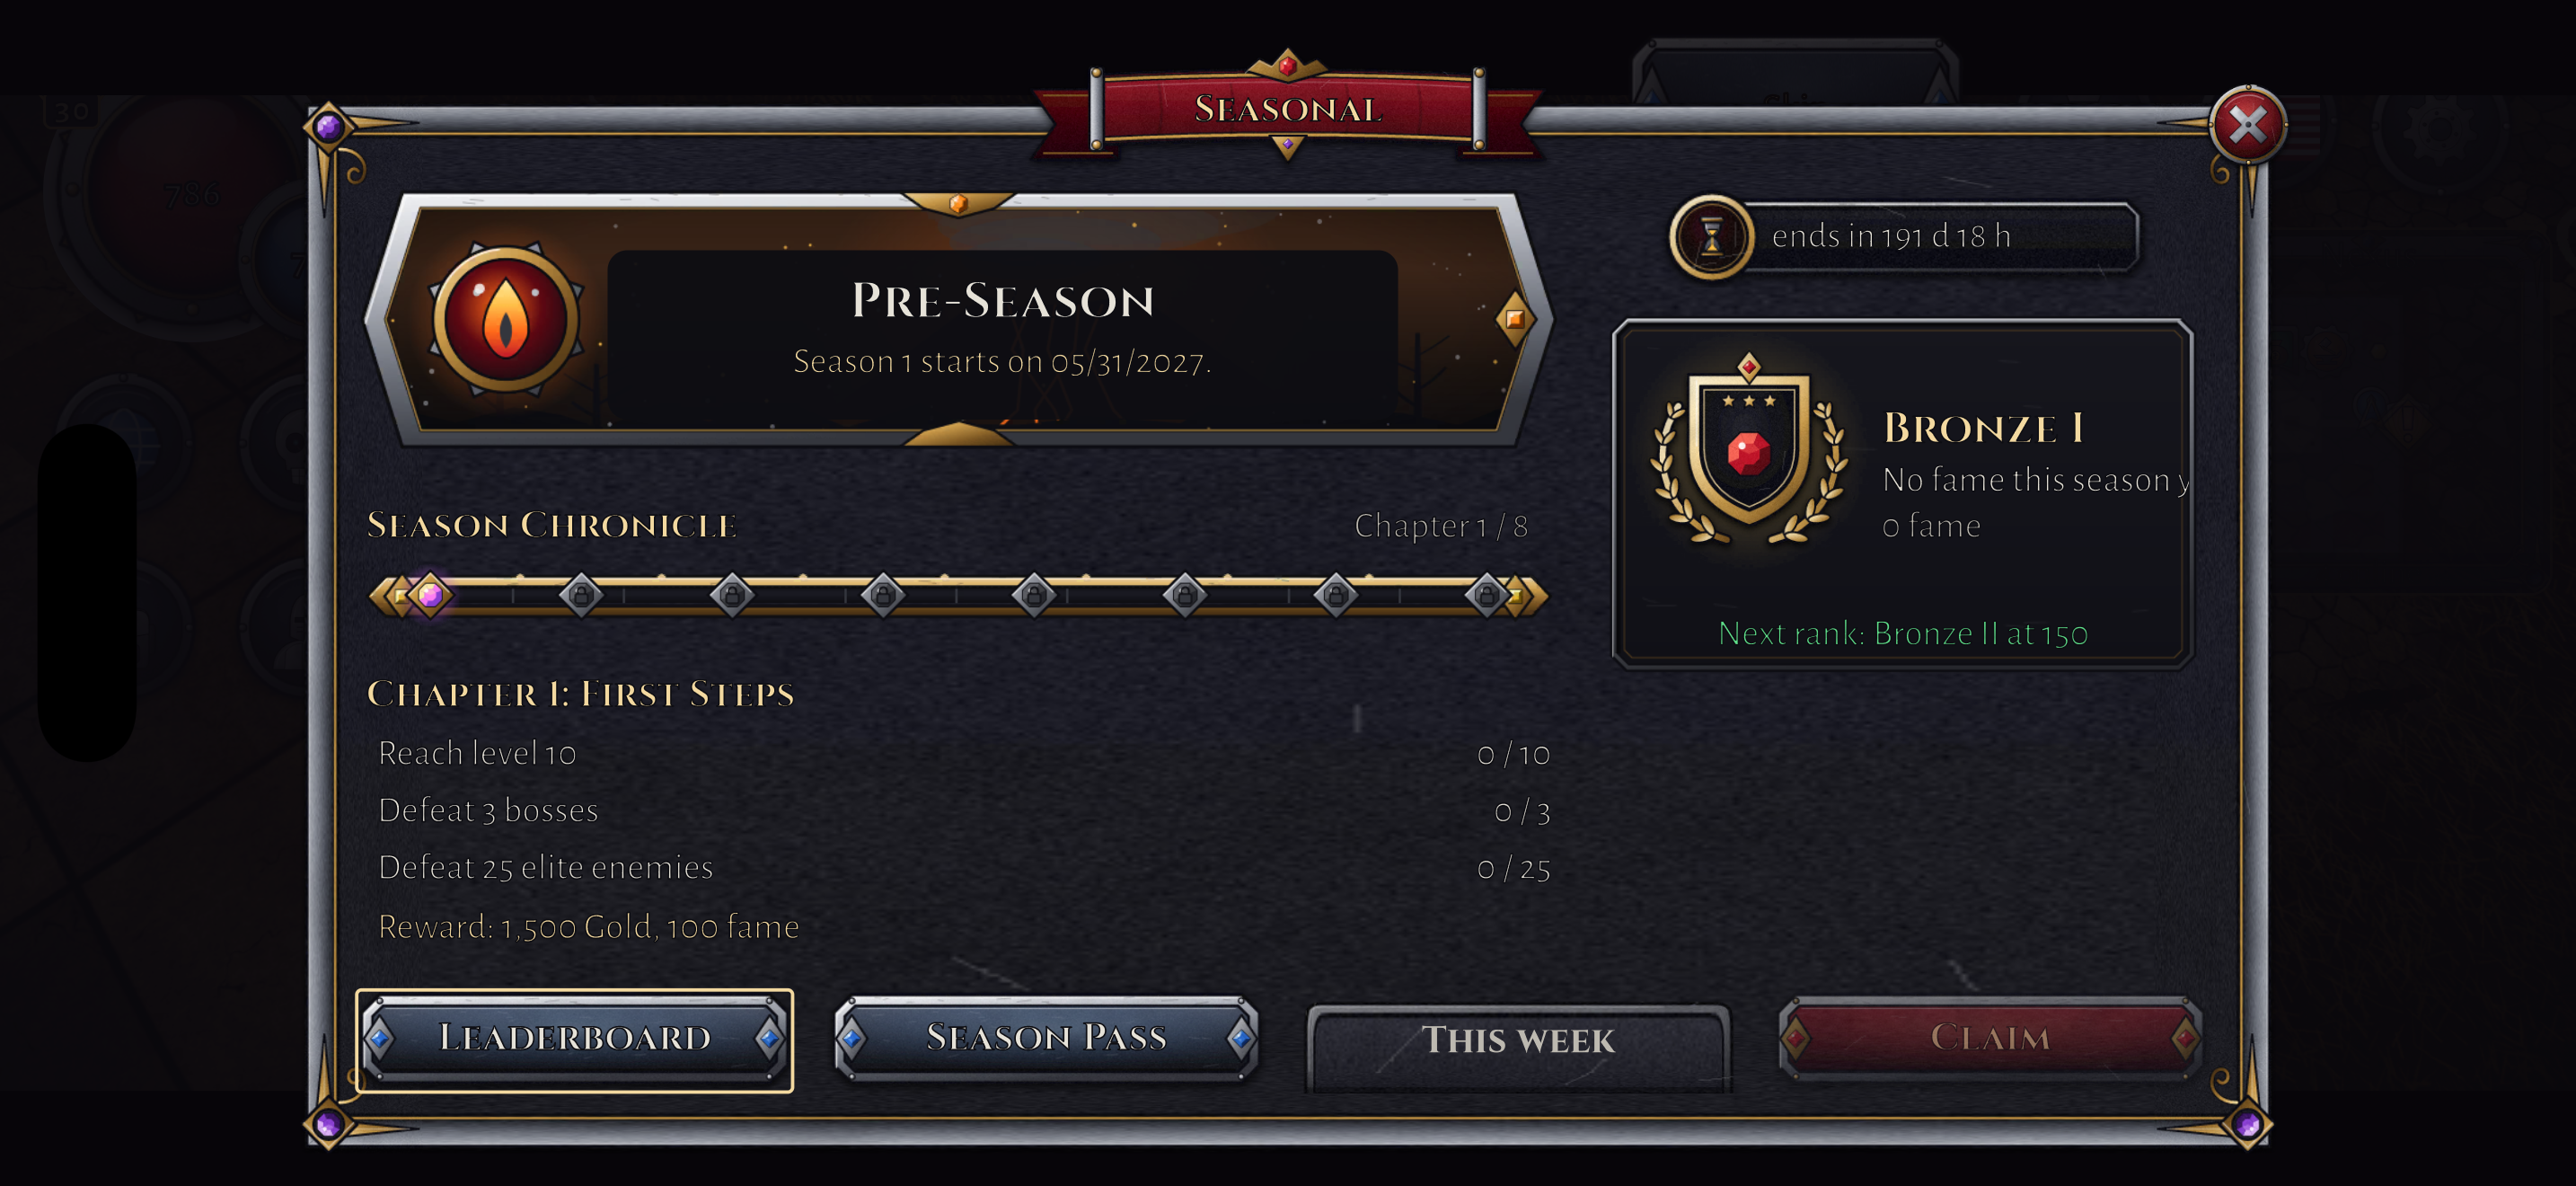 SEASONAL
30
786
PRE-SEASON
Season 1 starts on 05/31/2027.
ends in 191 d 18 h
BRONZE I
No fame this season y
0 fame
Next rank: Bronze II at 150
SEASON CHRONICLE
Chapter 1 / 8
CHAPTER 1: FIRST STEPS
Reach level 10
0 / 10
Defeat 3 bosses
0 / 3
Defeat 25 elite enemies
0 / 25
Reward: 1,500 Gold, 100 fame
LEADERBOARD
SEASON PASS
THIS WEEK
CLAIM